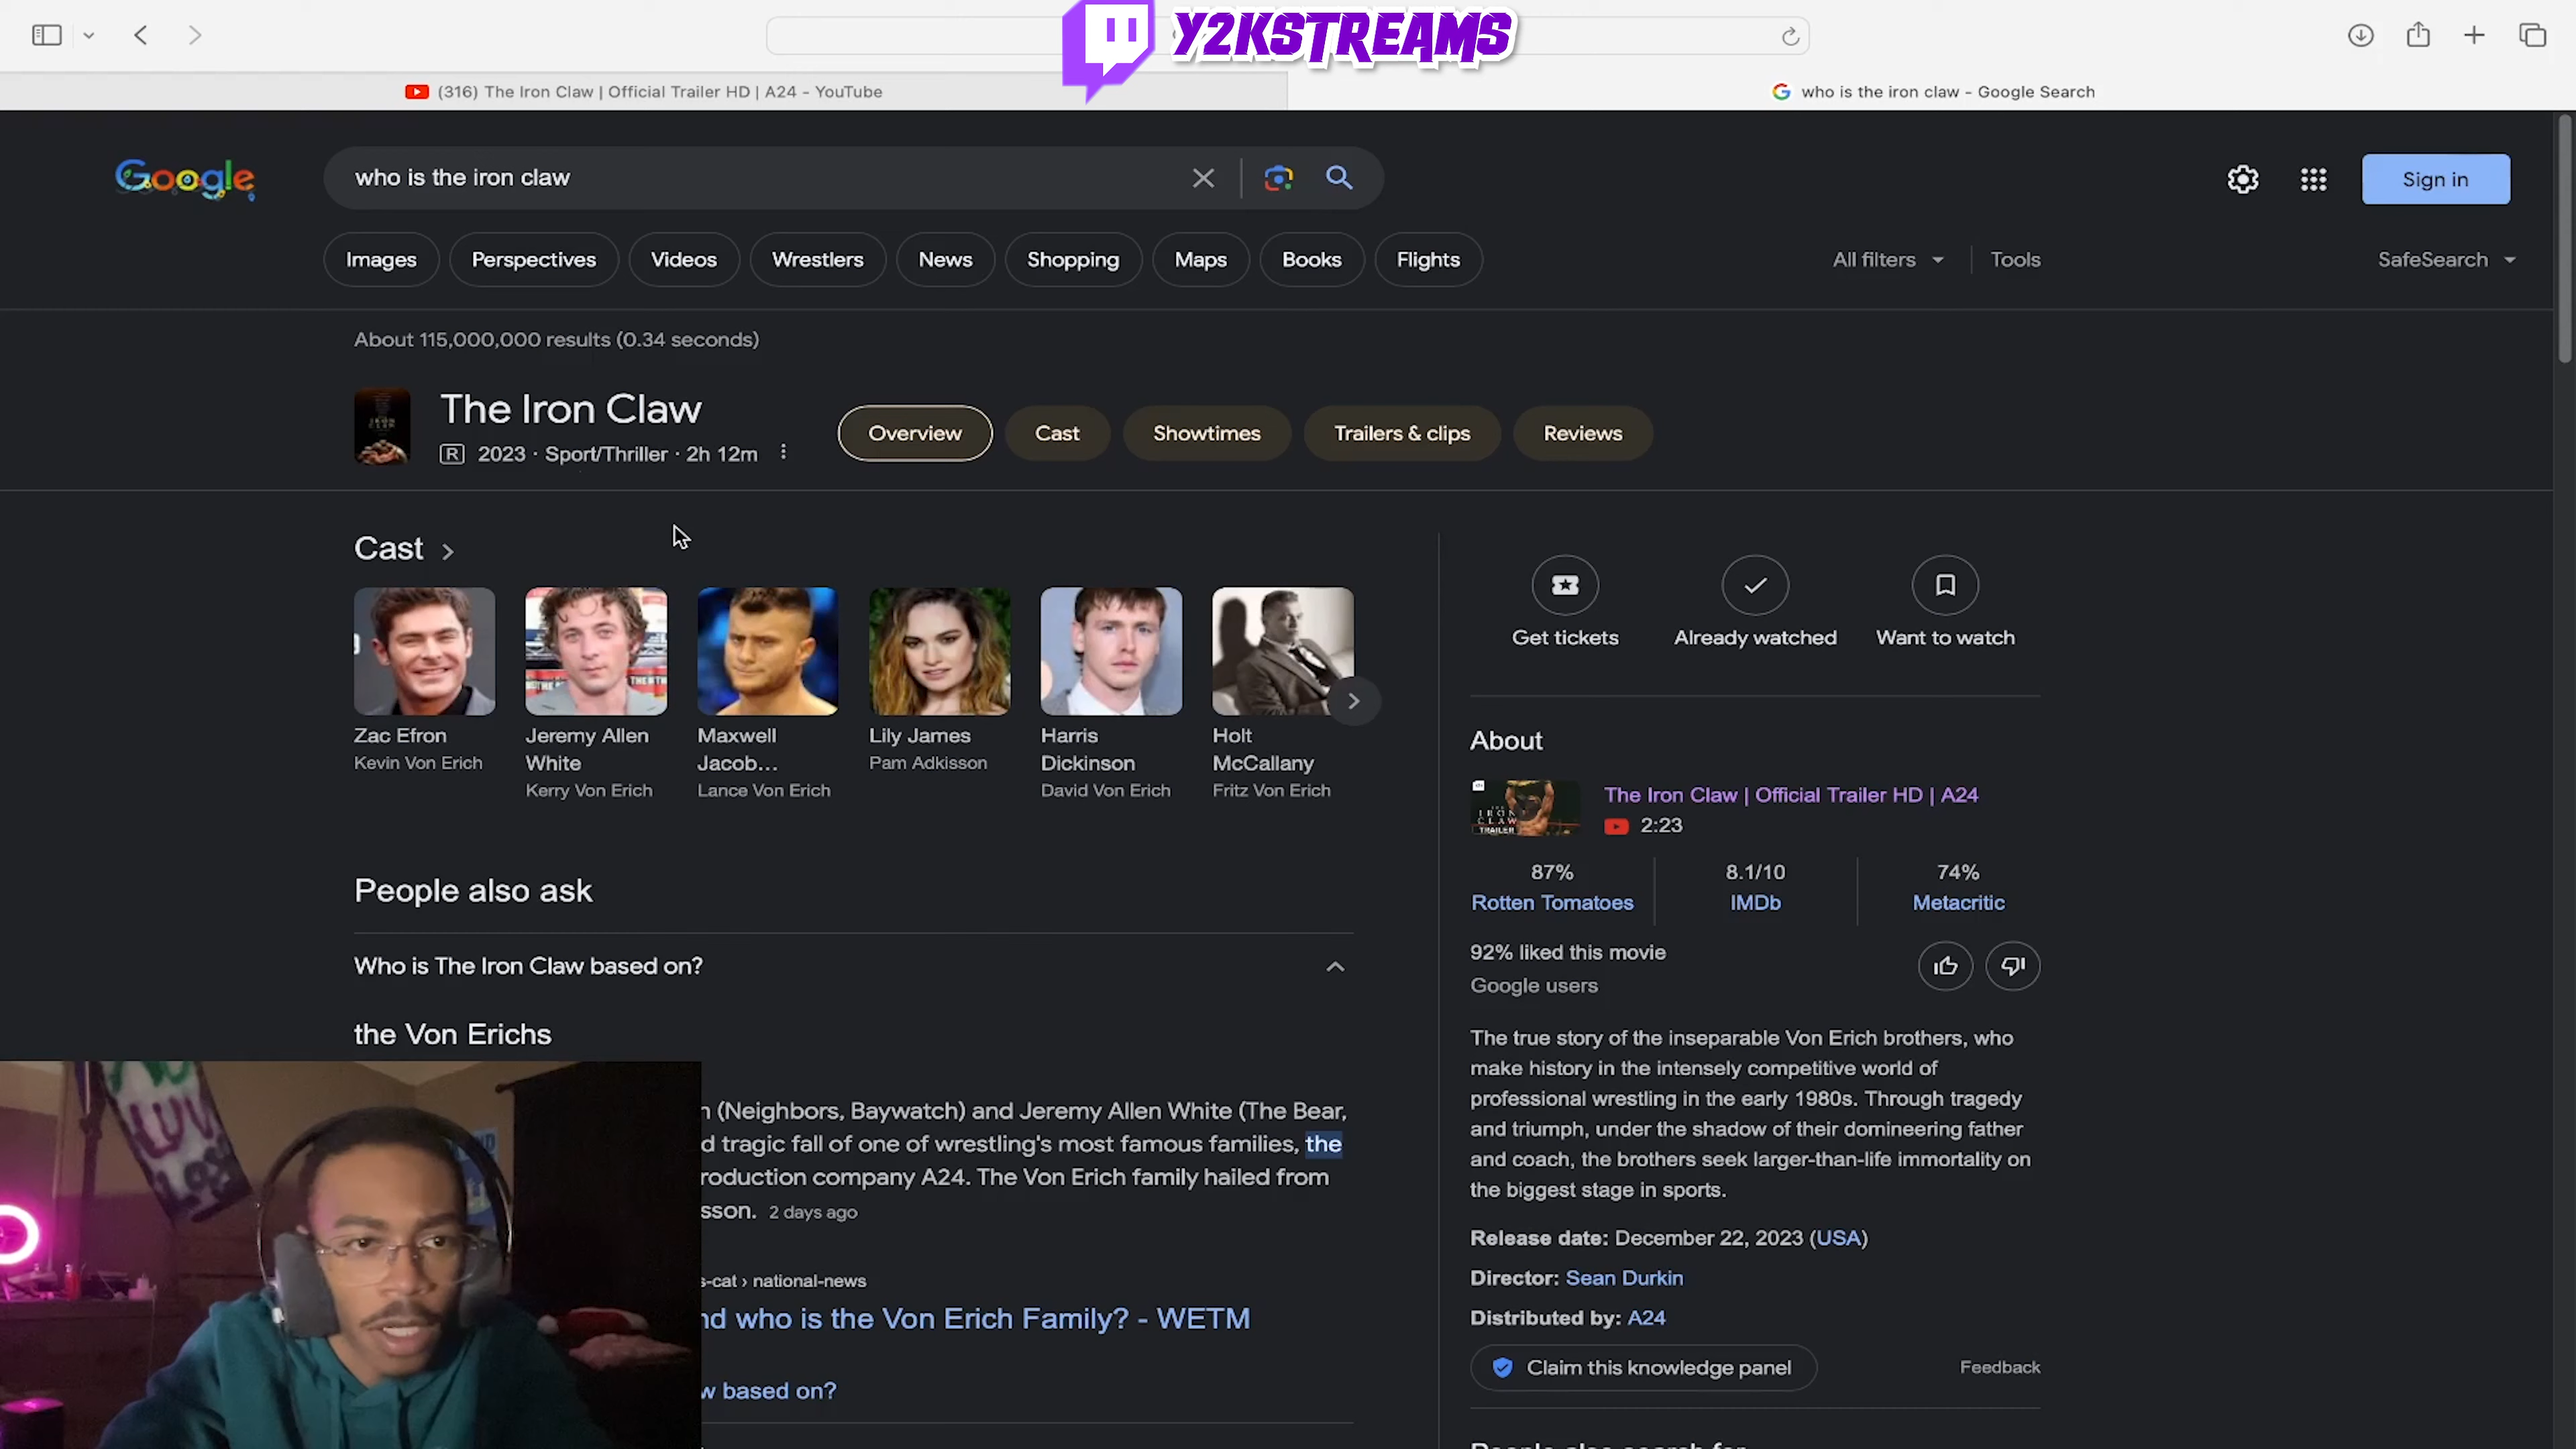 Y2KSTREAMS
(316) The Iron Claw | Official Trailer HD | A24 - YouTube
who is the iron claw - Google Search
Google
who is the iron claw
Sign in
Images
Perspectives
Videos
Wrestlers
News
Shopping
Maps
Books
Flights
All filters
Tools
SafeSearch
About 115,000,000 results (0.34 seconds)
The Iron Claw
R 2023 · Sport/Thriller · 2h 12m
Overview
Cast
Showtimes
Trailers & clips
Reviews
Cast
Zac Efron
Kevin Von Erich
Jeremy Allen
White
Kerry Von Erich
Maxwell
Jacob...
Lance Von Erich
Lily James
Pam Adkisson
Harris
Dickinson
David Von Erich
Holt
McCallany
Fritz Von Erich
People also ask
Who is The Iron Claw based on?
the Von Erichs
n (Neighbors, Baywatch) and Jeremy Allen White (The Bear,
d tragic fall of one of wrestling's most famous families, the
roduction company A24. The Von Erich family hailed from
sson. 2 days ago
s-cat › national-news
nd who is the Von Erich Family? - WETM
w based on?
Get tickets
Already watched
Want to watch
About
IRON
CLAW
TRAILER
The Iron Claw | Official Trailer HD | A24
2:23
87%
Rotten Tomatoes
8.1/10
IMDb
74%
Metacritic
92% liked this movie
Google users
The true story of the inseparable Von Erich brothers, who
make history in the intensely competitive world of
professional wrestling in the early 1980s. Through tragedy
and triumph, under the shadow of their domineering father
and coach, the brothers seek larger-than-life immortality on
the biggest stage in sports.
Release date: December 22, 2023 (USA)
Director: Sean Durkin
Distributed by: A24
Claim this knowledge panel
Feedback